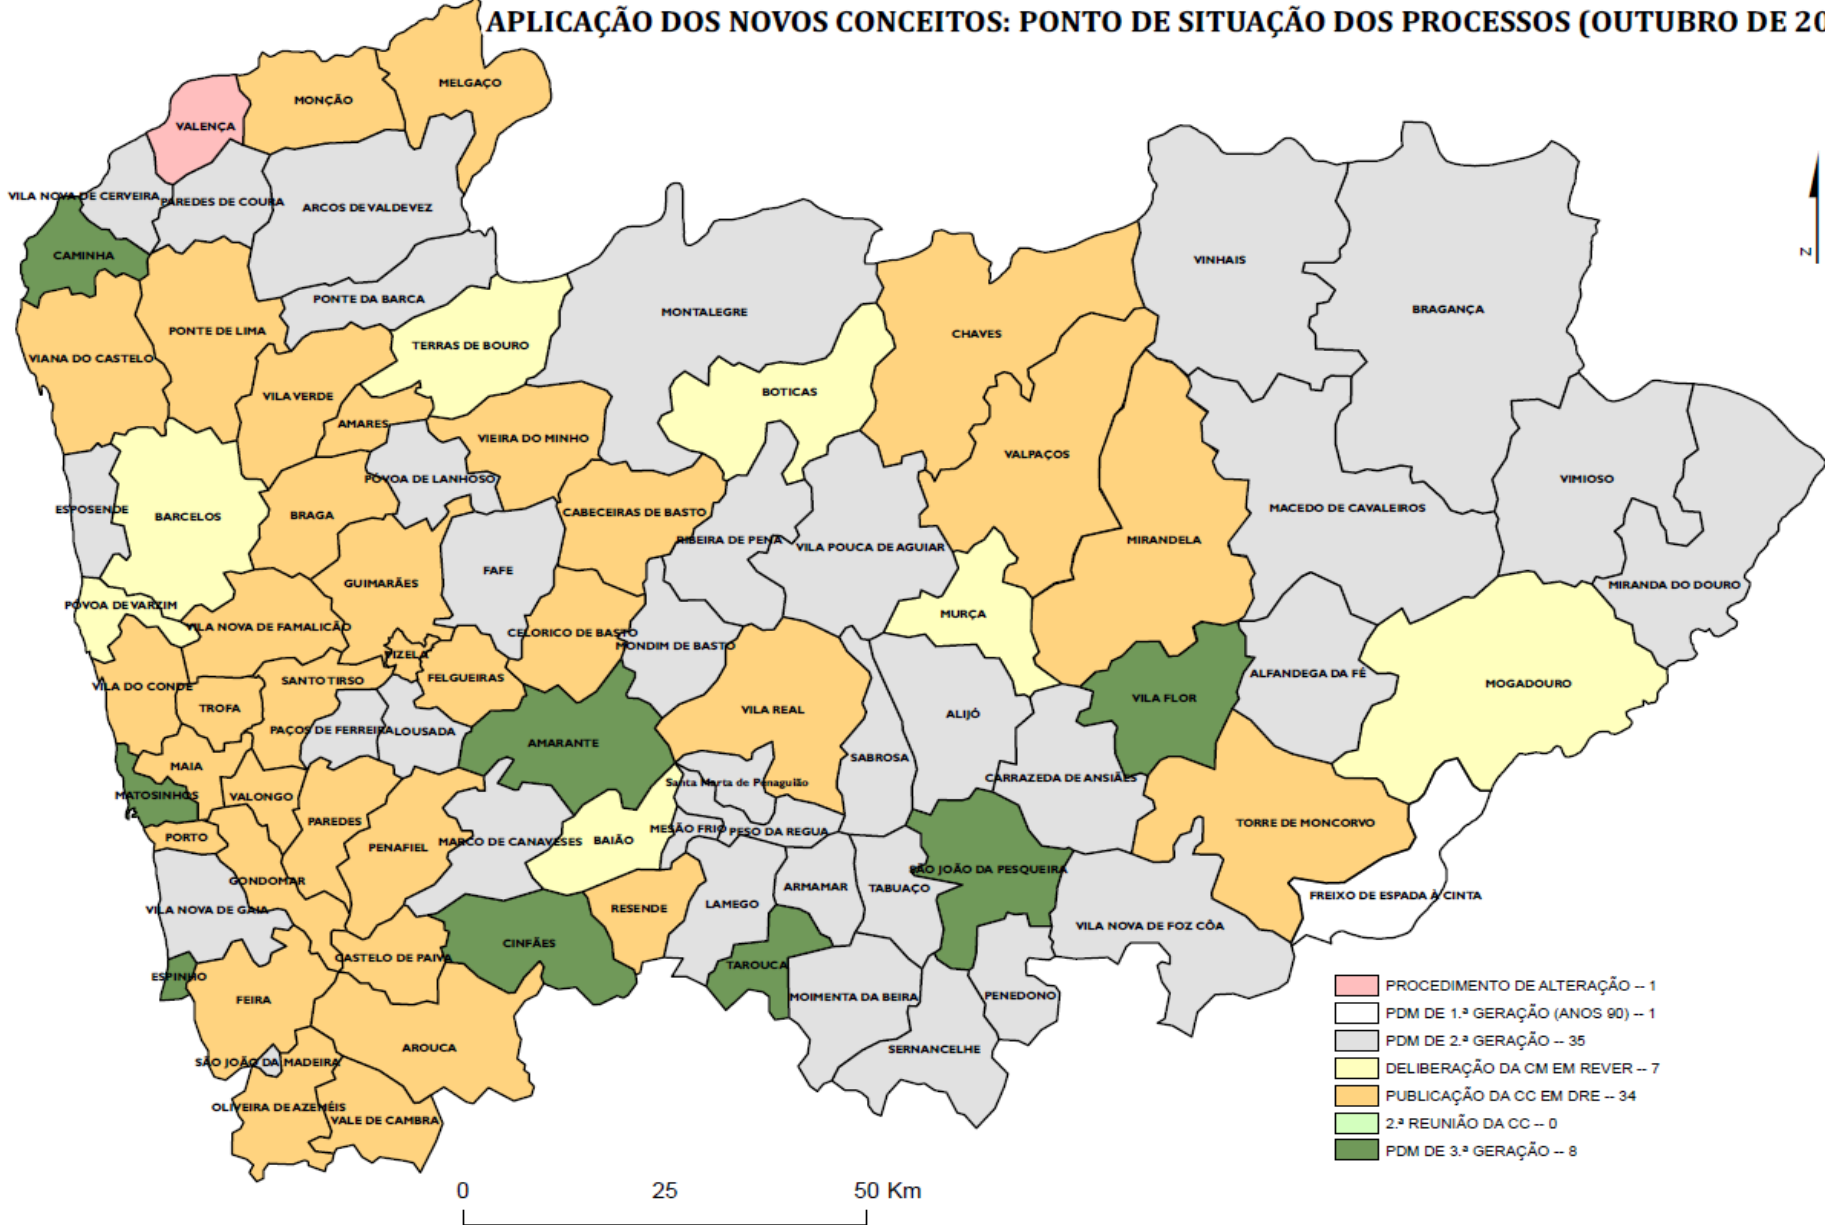 APLICAÇÃO DOS NOVOS CONCEITOS: PONTO DE SITUAÇÃO DOS PROCESSOS (OUTUBRO DE 20
MELGAÇO
MONÇÃO
VALENÇA
VILA NOVA DE CERVEIRA
PAREDES DE COURA
ARCOS DE VALDEVEZ
CAMINHA
VINHAIS
PONTE DA BARCA
BRAGANÇA
MONTALEGRE
PONTE DE LIMA
CHAVES
TERRAS DE BOURO
VIANA DO CASTELO
BOTICAS
VILA VERDE
AMARES
VIEIRA DO MINHO
VALPAÇOS
PÓVOA DE LANHOSO
VIMIOSO
ESPOSENDE
BARCELOS
BRAGA
CABECEIRAS DE BASTO
MACEDO DE CAVALEIROS
RIBEIRA DE PENA
MIRANDELA
VILA POUCA DE AGUIAR
FAFE
GUIMARÃES
MIRANDA DO DOURO
PÓVOA DE VARZIM
MURÇA
VILA NOVA DE FAMALICÃO
CELORICO DE BASTO
MONDIM DE BASTO
VIZELA
ALFANDEGA DA FÉ
FELGUEIRAS
SANTO TIRSO
MOGADOURO
VILA DO CONDE
VILA FLOR
TROFA
VILA REAL
ALIJÓ
PAÇOS DE FERREIRA
LOUSADA
AMARANTE
SABROSA
MAIA
CARRAZEDA DE ANSIÃES
Santa Marta de Penaguião
MATOSINHOS
VALONGO
PAREDES
TORRE DE MONCORVO
MESÃO FRIO
PESO DA REGUA
PORTO
BAIÃO
MARCO DE CANAVESES
PENAFIEL
SÃO JOÃO DA PESQUEIRA
GONDOMAR
ARMAMAR
TABUAÇO
FREIXO DE ESPADA À CINTA
LAMEGO
RESENDE
VILA NOVA DE GAIA
VILA NOVA DE FOZ CÔA
CINFÃES
CASTELO DE PAIVA
TAROUCA
ESPINHO
PENEDONO
MOIMENTA DA BEIRA
FEIRA
AROUCA
SERNANCELHE
SÃO JOÃO DA MADEIRA
OLIVEIRA DE AZEMÉIS
VALE DE CAMBRA
Z
PROCEDIMENTO DE ALTERAÇÃO -- 1
PDM DE 1.ª GERAÇÃO (ANOS 90) -- 1
PDM DE 2.ª GERAÇÃO -- 35
DELIBERAÇÃO DA CM EM REVER -- 7
PUBLICAÇÃO DA CC EM DRE -- 34
2.ª REUNIÃO DA CC -- 0
PDM DE 3.ª GERAÇÃO -- 8
0 25 50 Km